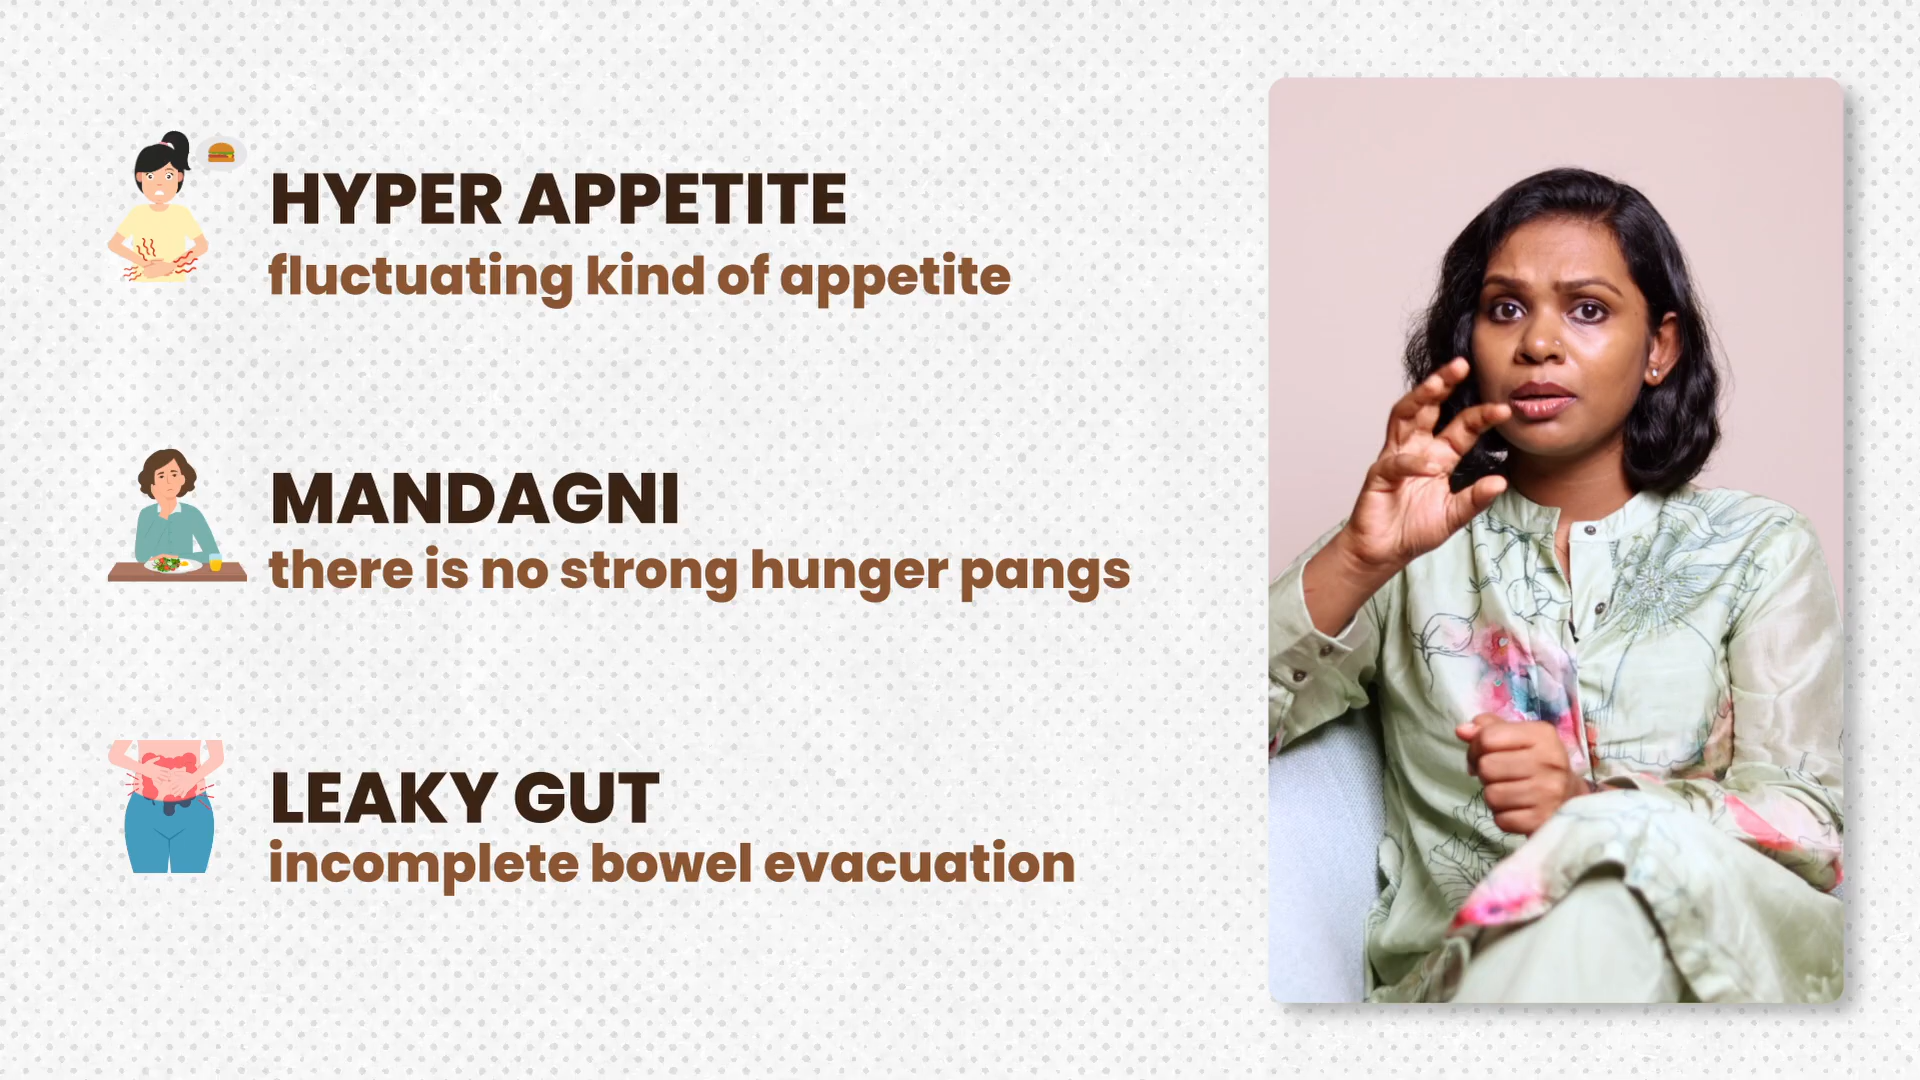 HYPER APPETITE
fluctuating kind of appetite
MANDAGNI
there is no strong hunger pangs
LEAKY GUT
incomplete bowel evacuation